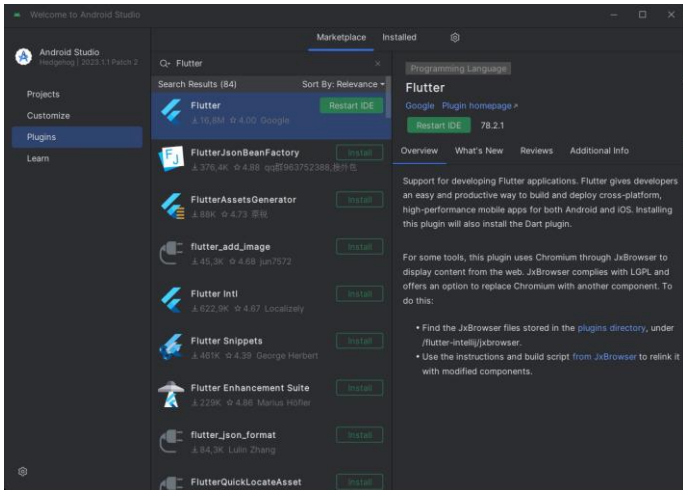 Welcome to Android Studio
Android Studio
Hedgehog | 2023.1.1 Patch 2
Projects
Customize
Plugins
Learn
Marketplace Installed
Flutter
Search Results (84) Sort By: Relevance
Flutter Restart IDE
16,6M 4.00 Google
FlutterJsonBeanFactory Install
376,4K 4.88
FlutterAssetsGenerator Install
88K 4.73
flutter_add_image Install
45,3K 4.68 jun7572
Flutter Intl Install
622,9K 4.67 Localizely
Flutter Snippets Install
461K 4.39 George Herbert
Flutter Enhancement Suite Install
229K 4.86 Marius Höfler
flutter_json_format Install
84,3K Lulin Zhang
FlutterQuickLocateAsset Install
Programming Language
Flutter
Google Plugin homepage
Restart IDE 78.2.1
Overview What's New Reviews Additional Info
Support for developing Flutter applications. Flutter gives developers
an easy and productive way to build and deploy cross-platform,
high-performance mobile apps for both Android and iOS. Installing
this plugin will also install the Dart plugin.
For some tools, this plugin uses Chromium through JxBrowser to
display content from the web. JxBrowser complies with LGPL and
offers an option to replace Chromium with another component. To
do this:
• Find the JxBrowser files stored in the plugins directory, under
/flutter-intellij/jxbrowser.
• Use the instructions and build script from JxBrowser to relink it
with modified components.